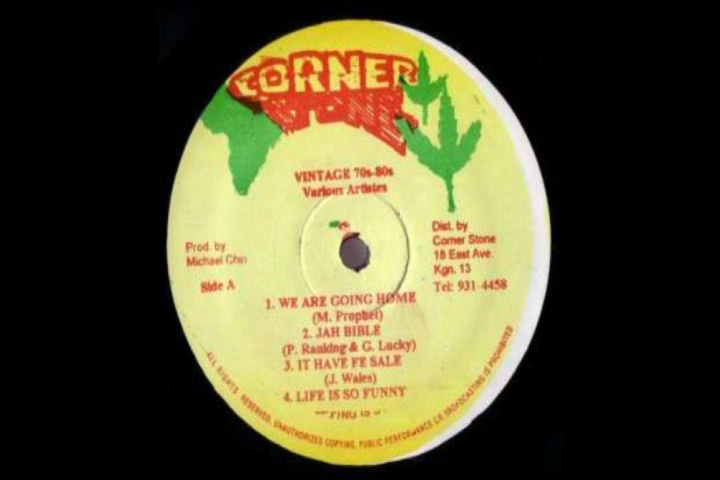 CORNER
STONE
VINTAGE 70s-80s
Various Artistes
Prod. by
Michael Chin
Side A
Dist. by
Corner Stone
18 East Ave.
Kgn. 13
Tel: 931-4458
1. WE ARE GOING HOME
(M. Prophet)
2. JAH BIBLE
(P. Ranking & G. Lucky)
3. IT HAVE FE SALE
(J. Wales)
4. LIFE IS SO FUNNY
ALL RIGHTS RESERVED, UNAUTHORIZED COPYING, PUBLIC PERFORMANCE OR BROFDCASTING IS PROHIBITED